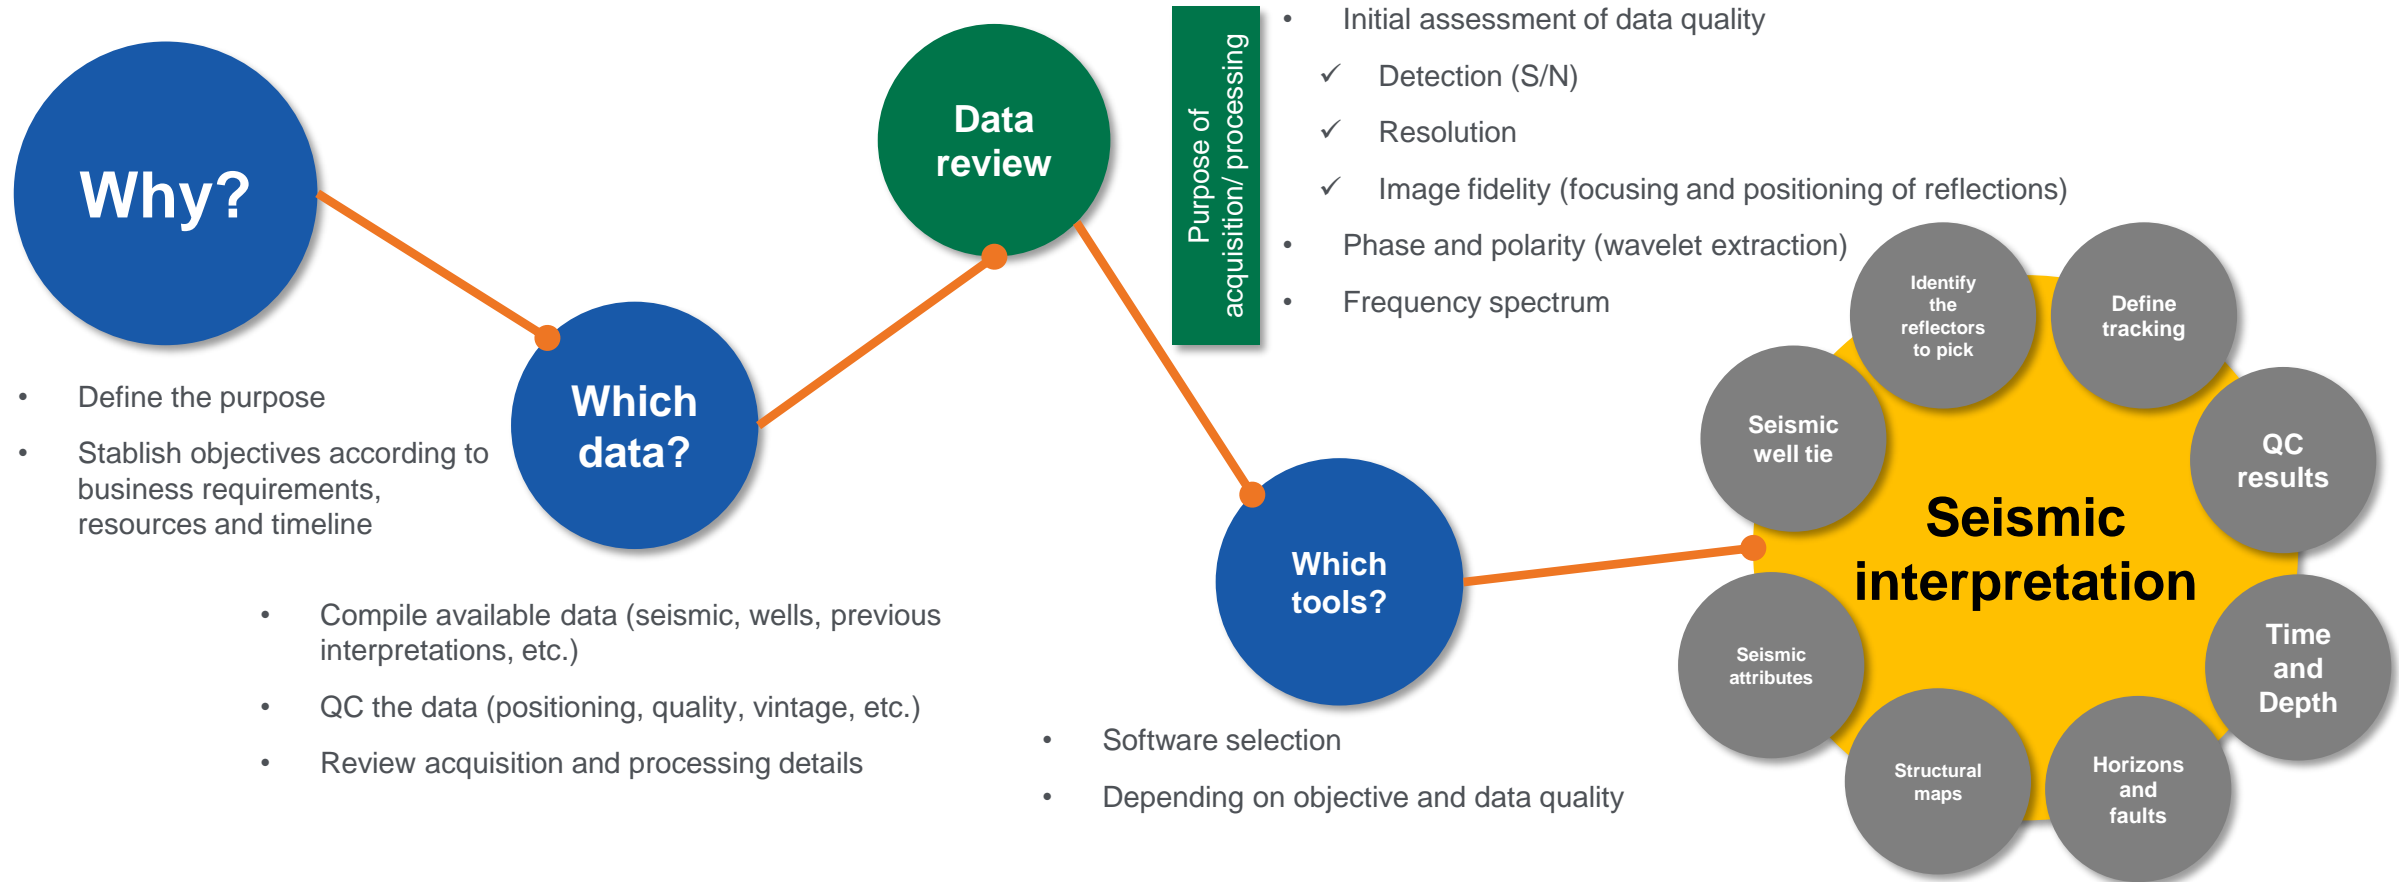 Why?
• Define the purpose
• Stablish objectives according to
business requirements,
resources and timeline
Which
data?
• Compile available data (seismic, wells, previous
interpretations, etc.)
• QC the data (positioning, quality, vintage, etc.)
• Review acquisition and processing details
Data
review
Purpose of
acquisition/ processing
• Initial assessment of data quality
✓ Detection (S/N)
✓ Resolution
✓ Image fidelity (focusing and positioning of reflections)
• Phase and polarity (wavelet extraction)
• Frequency spectrum
Which
tools?
• Software selection
• Depending on objective and data quality
Seismic
interpretation
Seismic
well tie
Identify
the
reflectors
to pick
Define
tracking
QC
results
Time
and
Depth
Horizons
and
faults
Structural
maps
Seismic
attributes